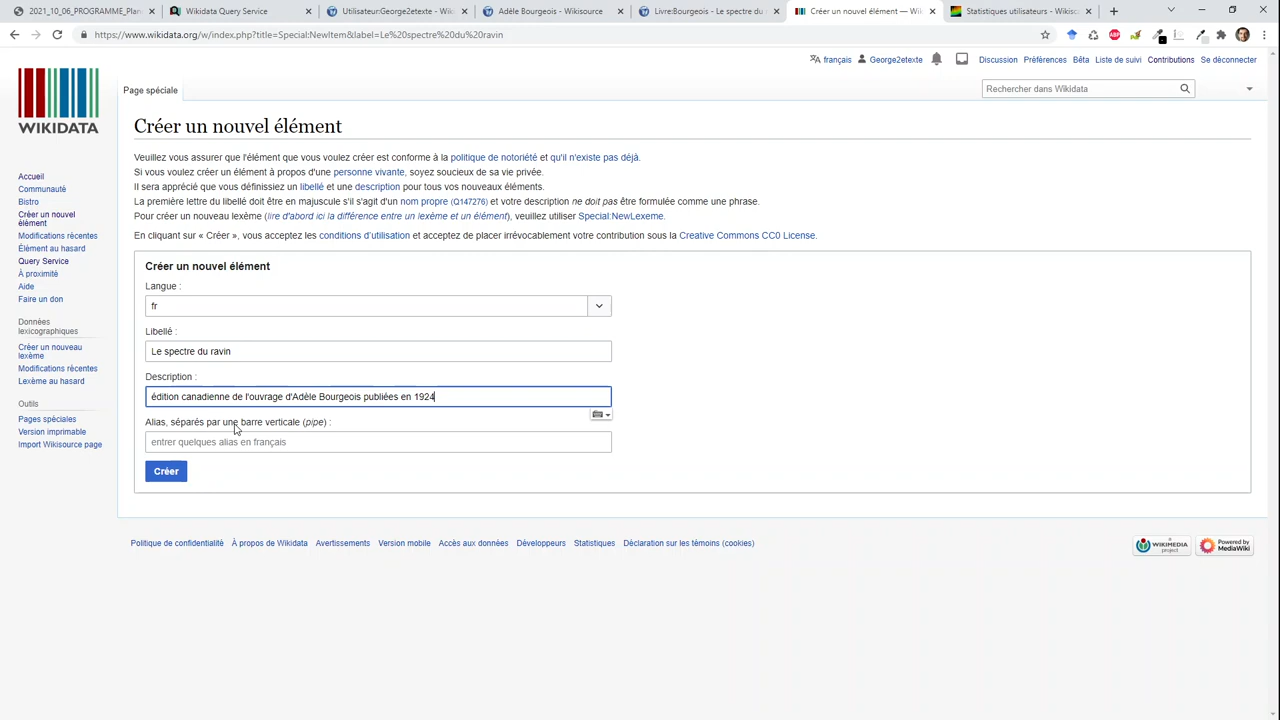 2021_10_06_PROGRAMME_Plan
Wikidata Query Service
Utilisateur:George2etexte - Wiki
Adèle Bourgeois - Wikisource
Livre:Bourgeois - Le spectre du
Créer un nouvel élément — Wi
Statistiques utilisateurs - Wikisc
https://www.wikidata.org/w/index.php?title=Special:NewItem&label=Le%20spectre%20du%20ravin
français George2etexte Discussion Préférences Bêta Liste de suivi Contributions Se déconnecter
WIKIDATA
Page spéciale
Rechercher dans Wikidata
Accueil
Communauté
Bistro
Créer un nouvel
élément
Modifications récentes
Élément au hasard
Query Service
À proximité
Aide
Faire un don
Données
lexicographiques
Créer un nouveau
lexème
Modifications récentes
Lexème au hasard
Outils
Pages spéciales
Version imprimable
Import Wikisource page
Créer un nouvel élément
Veuillez vous assurer que l'élément que vous voulez créer est conforme à la politique de notoriété et qu'il n'existe pas déjà.
Si vous voulez créer un élément à propos d'une personne vivante, soyez soucieux de sa vie privée.
Il sera apprécié que vous définissiez un libellé et une description pour tous vos nouveaux éléments.
La première lettre du libellé doit être en majuscule s'il s'agit d'un nom propre (Q147276) et votre description ne doit pas être formulée comme une phrase.
Pour créer un nouveau lexème (lire d'abord ici la différence entre un lexème et un élément), veuillez utiliser Special:NewLexeme.
En cliquant sur « Créer », vous acceptez les conditions d'utilisation et acceptez de placer irrévocablement votre contribution sous la Creative Commons CC0 License.
Créer un nouvel élément
Langue :
fr
Libellé :
Le spectre du ravin
Description :
édition canadienne de l'ouvrage d'Adèle Bourgeois publiées en 1924
Alias, séparés par une barre verticale (pipe) :
entrer quelques alias en français
Créer
Politique de confidentialité À propos de Wikidata Avertissements Version mobile Accès aux données Développeurs Statistiques Déclaration sur les témoins (cookies)
a
WIKIMEDIA
project
Powered by
MediaWiki